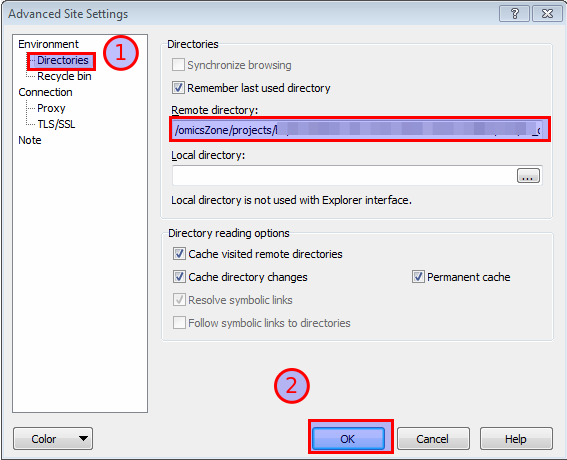 Advanced Site Settings
?
Environment
Directories
Recycle bin
Connection
Proxy
TLS/SSL
Note
1
Directories
Synchronize browsing
Remember last used directory
Remote directory:
/omicsZone/projects/
Local directory:
...
Local directory is not used with Explorer interface.
Directory reading options
Cache visited remote directories
Cache directory changes
Permanent cache
Resolve symbolic links
Follow symbolic links to directories
2
Color
OK
Cancel
Help